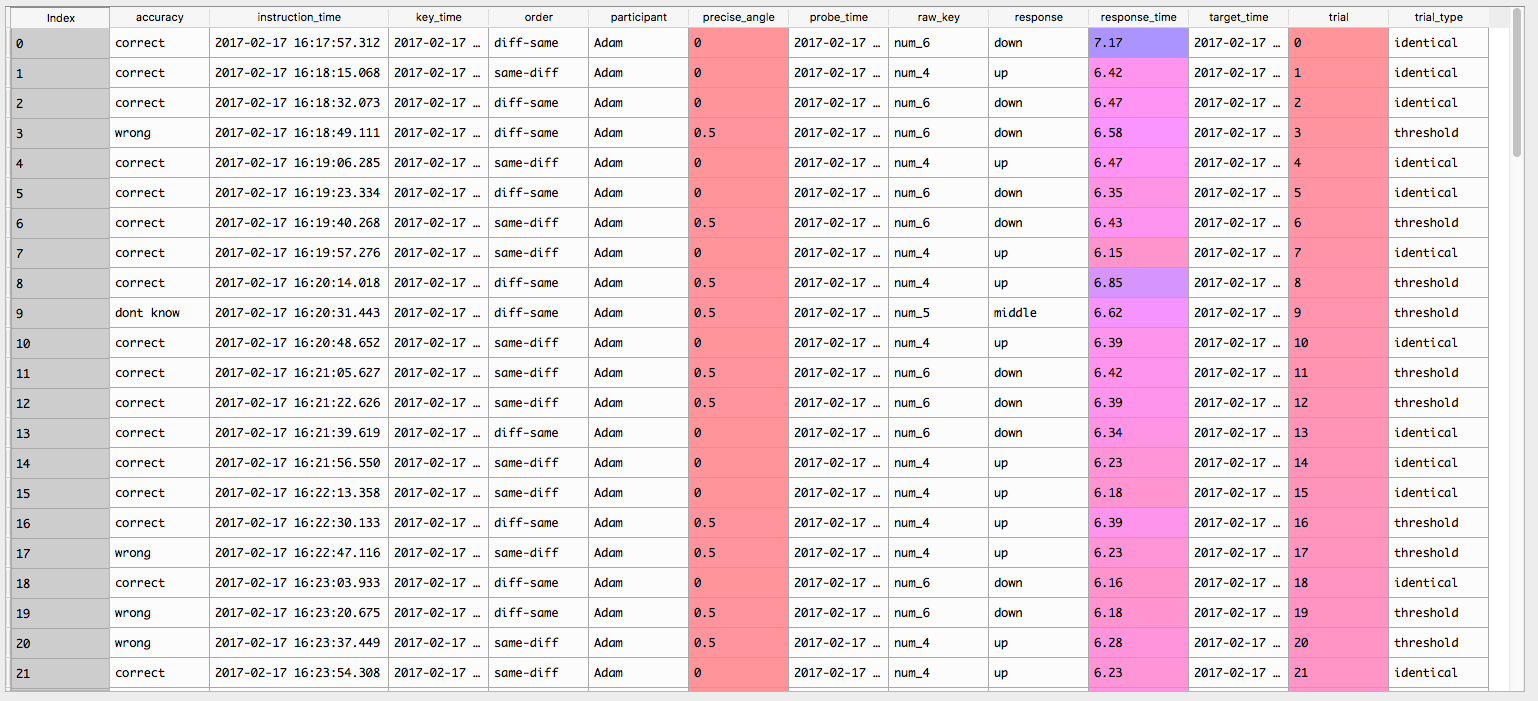 Index accuracy instruction_time key_time order participant precise_angle probe_time raw_key response response_time target_time trial trial_type
0 correct 2017-02-17 16:17:57.312 2017-02-17 … diff-same Adam 0 2017-02-17 … num_6 down 7.17 2017-02-17 … 0 identical
1 correct 2017-02-17 16:18:15.068 2017-02-17 … same-diff Adam 0 2017-02-17 … num_4 up 6.42 2017-02-17 … 1 identical
2 correct 2017-02-17 16:18:32.073 2017-02-17 … diff-same Adam 0 2017-02-17 … num_6 down 6.47 2017-02-17 … 2 identical
3 wrong 2017-02-17 16:18:49.111 2017-02-17 … diff-same Adam 0.5 2017-02-17 … num_6 down 6.58 2017-02-17 … 3 threshold
4 correct 2017-02-17 16:19:06.285 2017-02-17 … same-diff Adam 0 2017-02-17 … num_4 up 6.47 2017-02-17 … 4 identical
5 correct 2017-02-17 16:19:23.334 2017-02-17 … diff-same Adam 0 2017-02-17 … num_6 down 6.35 2017-02-17 … 5 identical
6 correct 2017-02-17 16:19:40.268 2017-02-17 … same-diff Adam 0.5 2017-02-17 … num_6 down 6.43 2017-02-17 … 6 threshold
7 correct 2017-02-17 16:19:57.276 2017-02-17 … same-diff Adam 0 2017-02-17 … num_4 up 6.15 2017-02-17 … 7 identical
8 correct 2017-02-17 16:20:14.018 2017-02-17 … diff-same Adam 0.5 2017-02-17 … num_4 up 6.85 2017-02-17 … 8 threshold
9 dont know 2017-02-17 16:20:31.443 2017-02-17 … diff-same Adam 0.5 2017-02-17 … num_5 middle 6.62 2017-02-17 … 9 threshold
10 correct 2017-02-17 16:20:48.652 2017-02-17 … same-diff Adam 0 2017-02-17 … num_4 up 6.39 2017-02-17 … 10 identical
11 correct 2017-02-17 16:21:05.627 2017-02-17 … same-diff Adam 0.5 2017-02-17 … num_6 down 6.42 2017-02-17 … 11 threshold
12 correct 2017-02-17 16:21:22.626 2017-02-17 … same-diff Adam 0.5 2017-02-17 … num_6 down 6.39 2017-02-17 … 12 threshold
13 correct 2017-02-17 16:21:39.619 2017-02-17 … diff-same Adam 0 2017-02-17 … num_6 down 6.34 2017-02-17 … 13 identical
14 correct 2017-02-17 16:21:56.550 2017-02-17 … same-diff Adam 0 2017-02-17 … num_4 up 6.23 2017-02-17 … 14 identical
15 correct 2017-02-17 16:22:13.358 2017-02-17 … same-diff Adam 0 2017-02-17 … num_4 up 6.18 2017-02-17 … 15 identical
16 correct 2017-02-17 16:22:30.133 2017-02-17 … diff-same Adam 0.5 2017-02-17 … num_4 up 6.39 2017-02-17 … 16 threshold
17 wrong 2017-02-17 16:22:47.116 2017-02-17 … same-diff Adam 0.5 2017-02-17 … num_4 up 6.23 2017-02-17 … 17 threshold
18 correct 2017-02-17 16:23:03.933 2017-02-17 … diff-same Adam 0 2017-02-17 … num_6 down 6.16 2017-02-17 … 18 identical
19 wrong 2017-02-17 16:23:20.675 2017-02-17 … diff-same Adam 0.5 2017-02-17 … num_6 down 6.18 2017-02-17 … 19 threshold
20 wrong 2017-02-17 16:23:37.449 2017-02-17 … same-diff Adam 0.5 2017-02-17 … num_4 up 6.28 2017-02-17 … 20 threshold
21 correct 2017-02-17 16:23:54.308 2017-02-17 … same-diff Adam 0 2017-02-17 … num_4 up 6.23 2017-02-17 … 21 identical